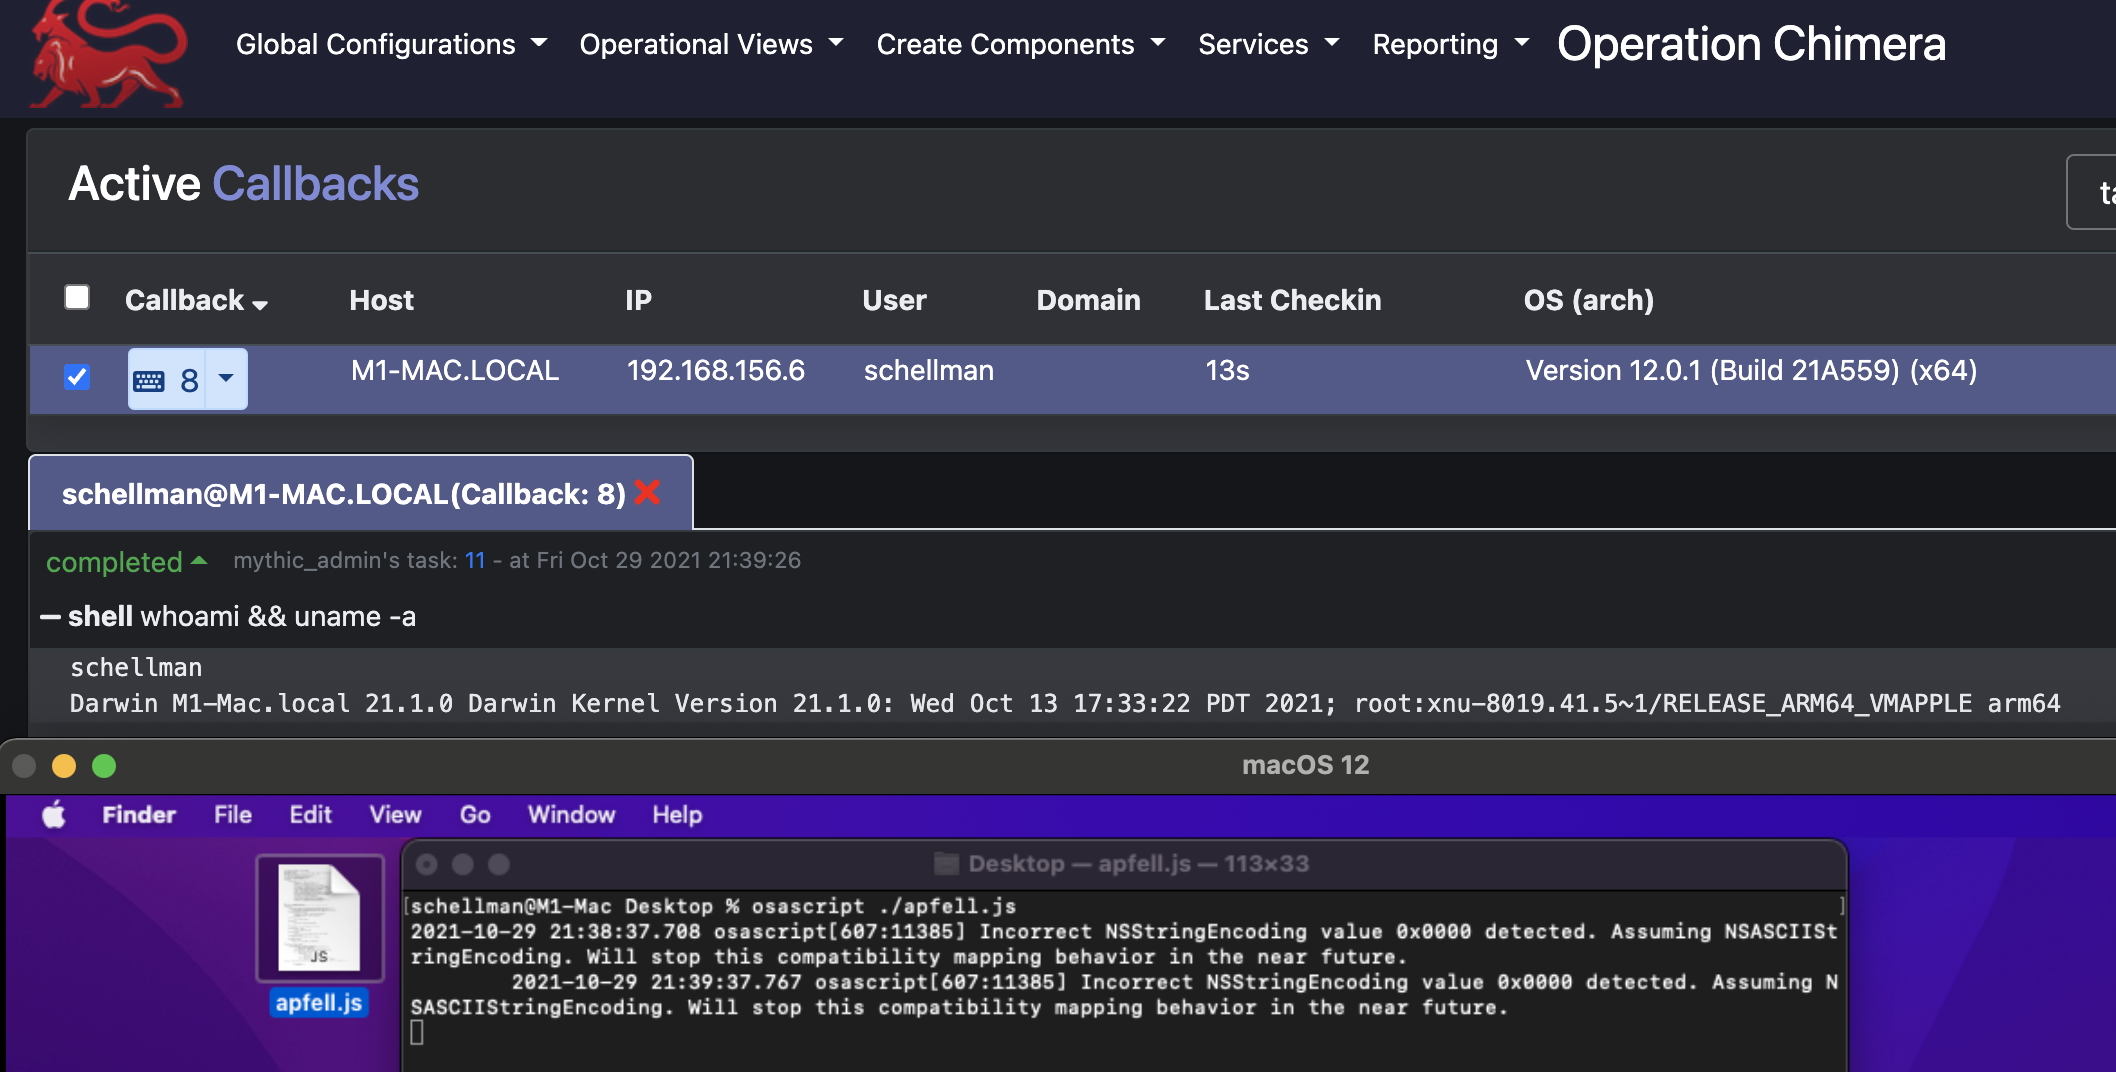 Global Configurations Operational Views Create Components Services Reporting Operation Chimera
Active Callbacks
Callback Host IP User Domain Last Checkin OS (arch)
8 M1-MAC.LOCAL 192.168.156.6 schellman 13s Version 12.0.1 (Build 21A559) (x64)
schellman@M1-MAC.LOCAL(Callback: 8)
completed mythic_admin's task: 11 - at Fri Oct 29 2021 21:39:26
shell whoami && uname -a
schellman
Darwin M1-Mac.local 21.1.0 Darwin Kernel Version 21.1.0: Wed Oct 13 17:33:22 PDT 2021; root:xnu-8019.41.5~1/RELEASE_ARM64_VMAPPLE arm64
macOS 12
Finder File Edit View Go Window Help
Desktop — apfell.js — 113×33
[schellman@M1-Mac Desktop % osascript ./apfell.js ]
2021-10-29 21:38:37.708 osascript[607:11385] Incorrect NSStringEncoding value 0x0000 detected. Assuming NSASCIISt
ringEncoding. Will stop this compatibility mapping behavior in the near future.
2021-10-29 21:39:37.767 osascript[607:11385] Incorrect NSStringEncoding value 0x0000 detected. Assuming N
SASCIIStringEncoding. Will stop this compatibility mapping behavior in the near future.
JS
apfell.js